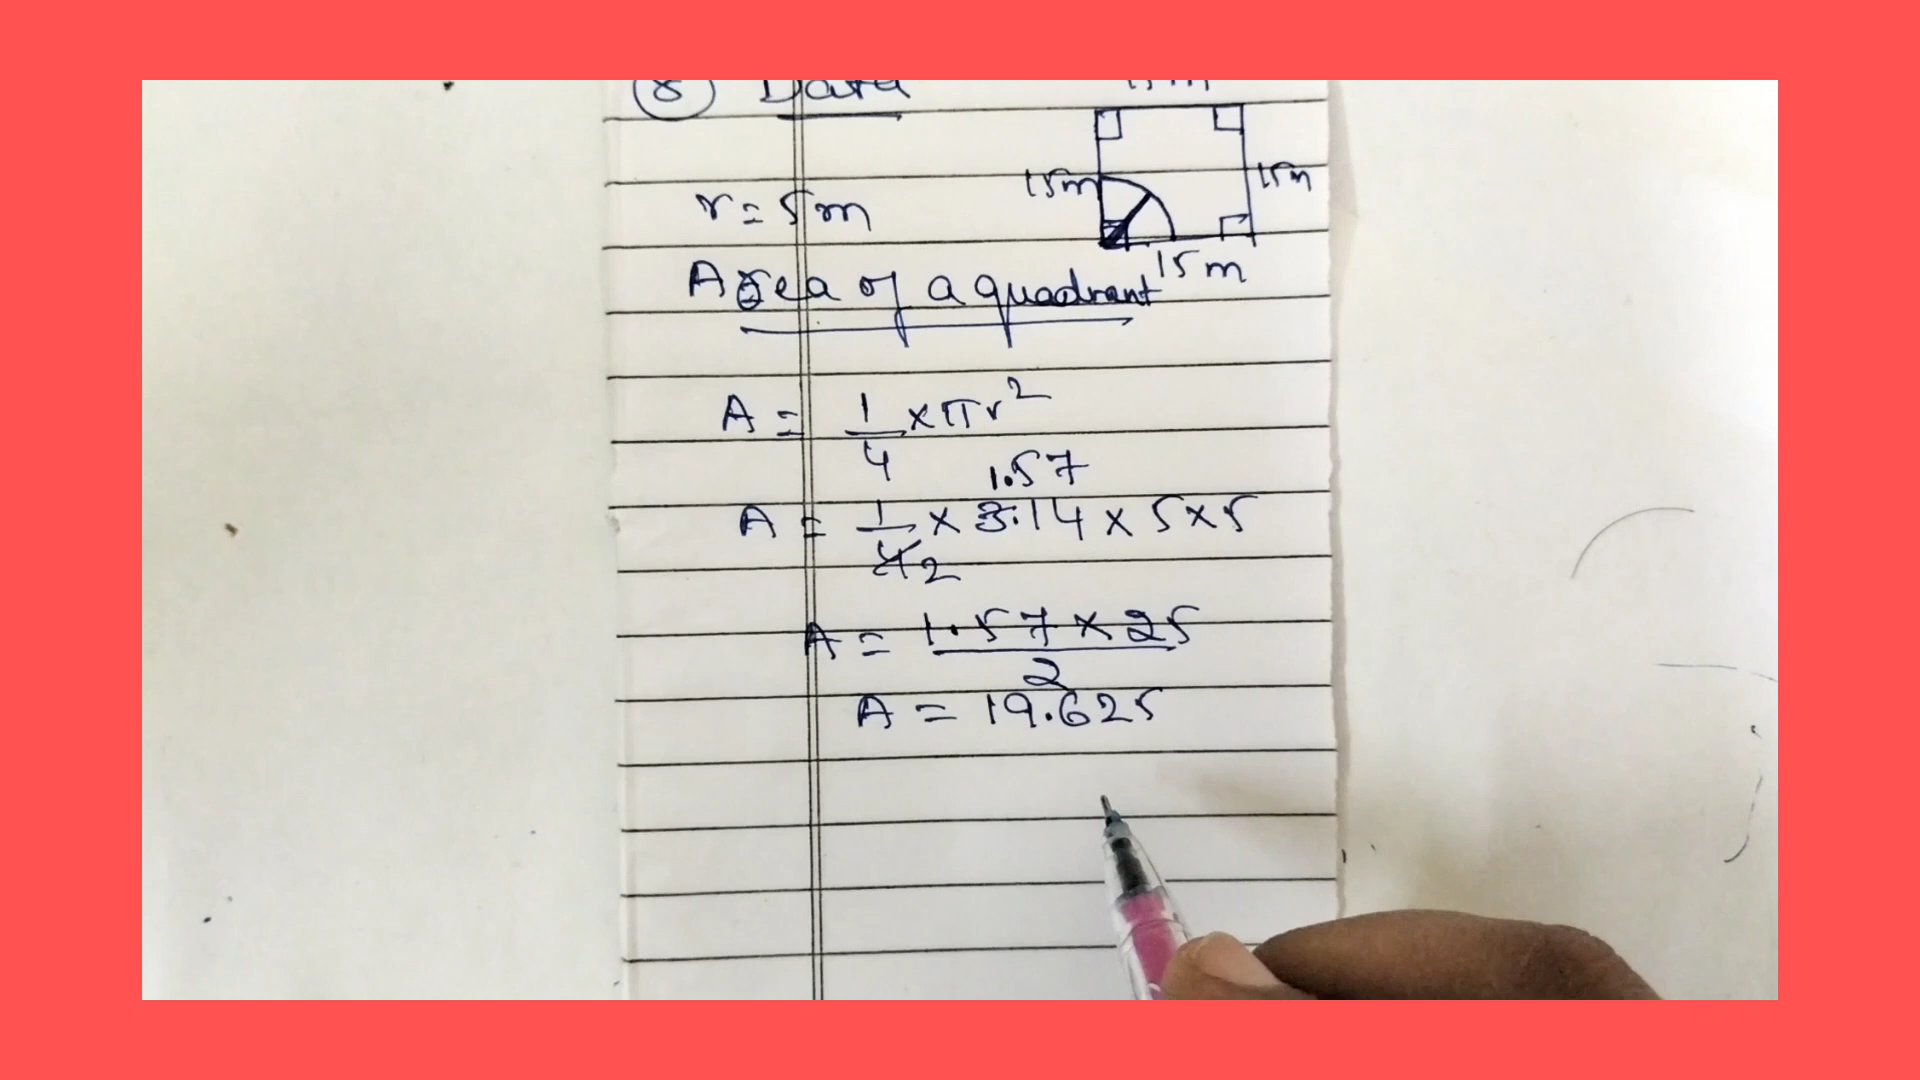 8 Data
15m
15m
15m
r = 5m
15m
Area of a quadrant
A = 1/4 × πr²
1.57
A = 1/4 × 3.14 × 5×5
2
A = 1.57 × 25
2
A = 19.625